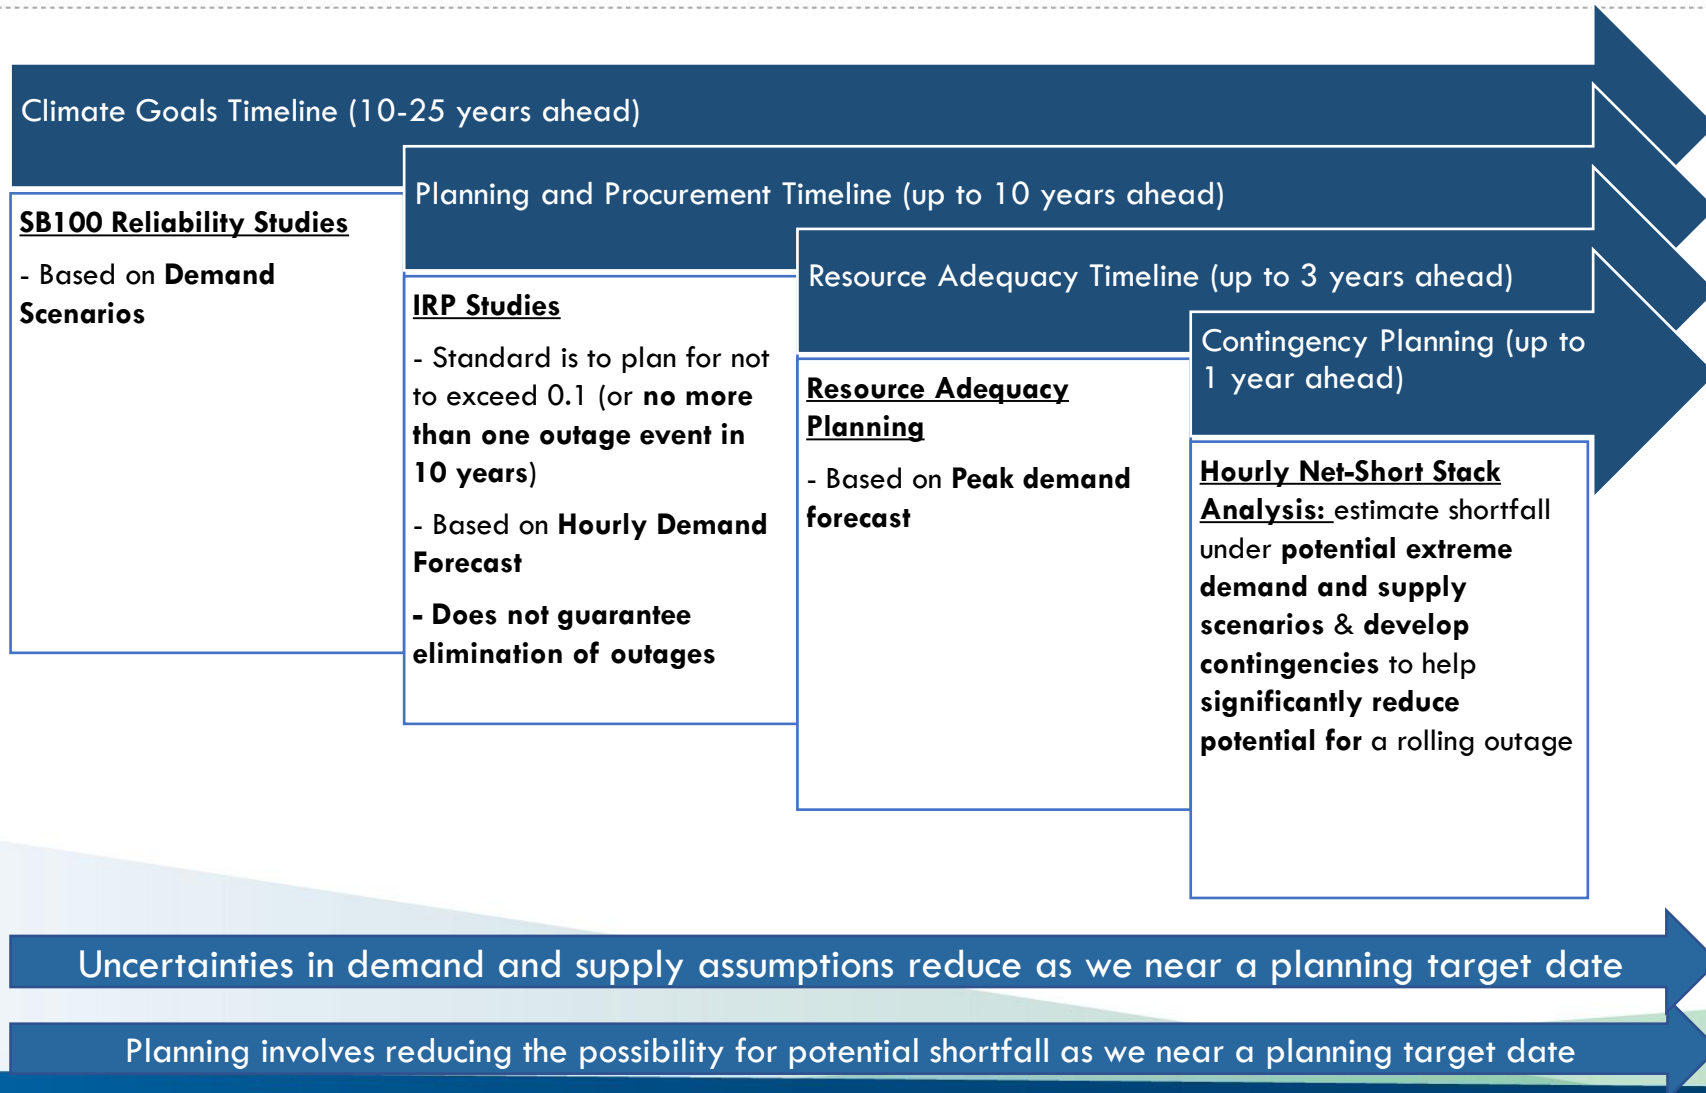 Climate Goals Timeline (10-25 years ahead)
SB100 Reliability Studies
- Based on Demand
Scenarios
Planning and Procurement Timeline (up to 10 years ahead)
IRP Studies
- Standard is to plan for not
to exceed 0.1 (or no more
than one outage event in
10 years)
- Based on Hourly Demand
Forecast
- Does not guarantee
elimination of outages
Resource Adequacy Timeline (up to 3 years ahead)
Resource Adequacy
Planning
- Based on Peak demand
forecast
Contingency Planning (up to
1 year ahead)
Hourly Net-Short Stack
Analysis: estimate shortfall
under potential extreme
demand and supply
scenarios & develop
contingencies to help
significantly reduce
potential for a rolling outage
Uncertainties in demand and supply assumptions reduce as we near a planning target date
Planning involves reducing the possibility for potential shortfall as we near a planning target date